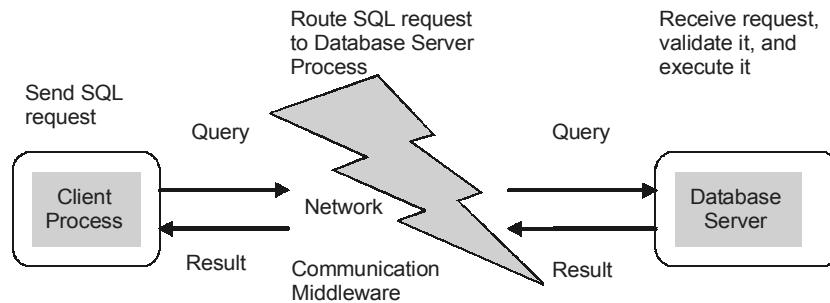 Route SQL request
to Database Server
Process
Receive request,
validate it, and
execute it
Send SQL
request
Query
Query
Client
Process
Network
Database
Server
Result
Communication
Middleware
Result